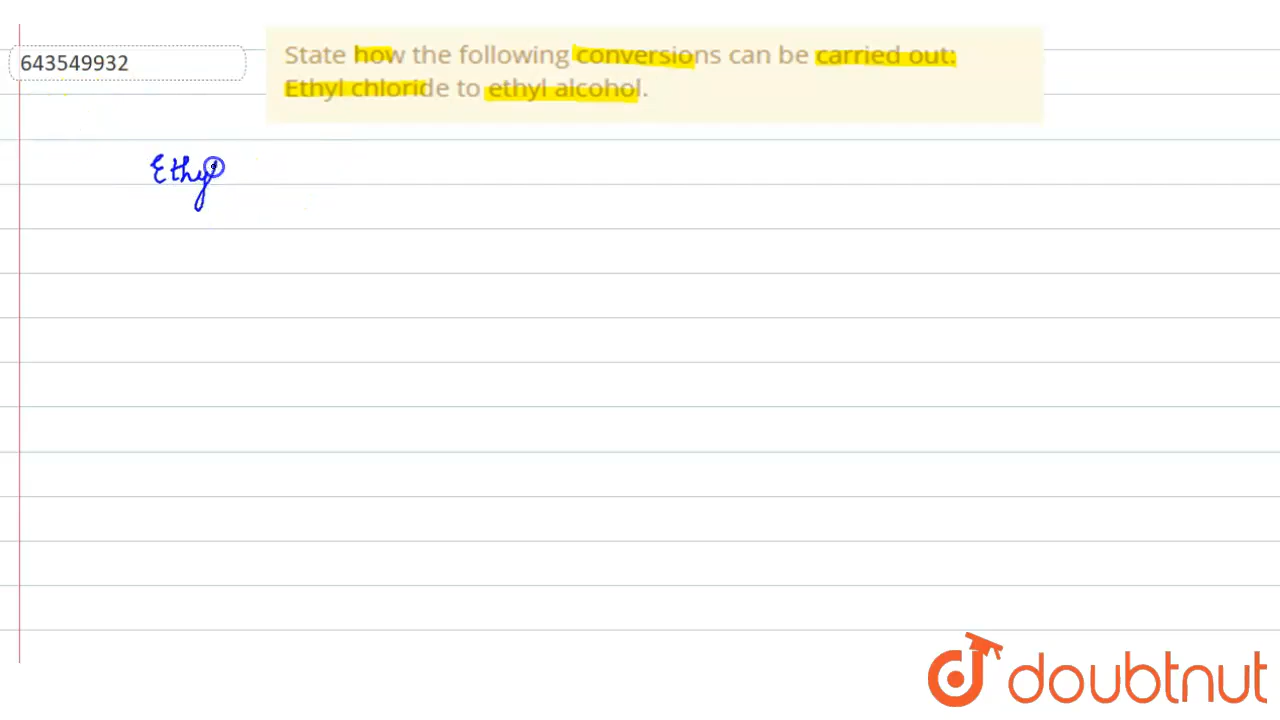 643549932
State how the following conversions can be carried out:
Ethyl chloride to ethyl alcohol.
Ethyl
doubtnut